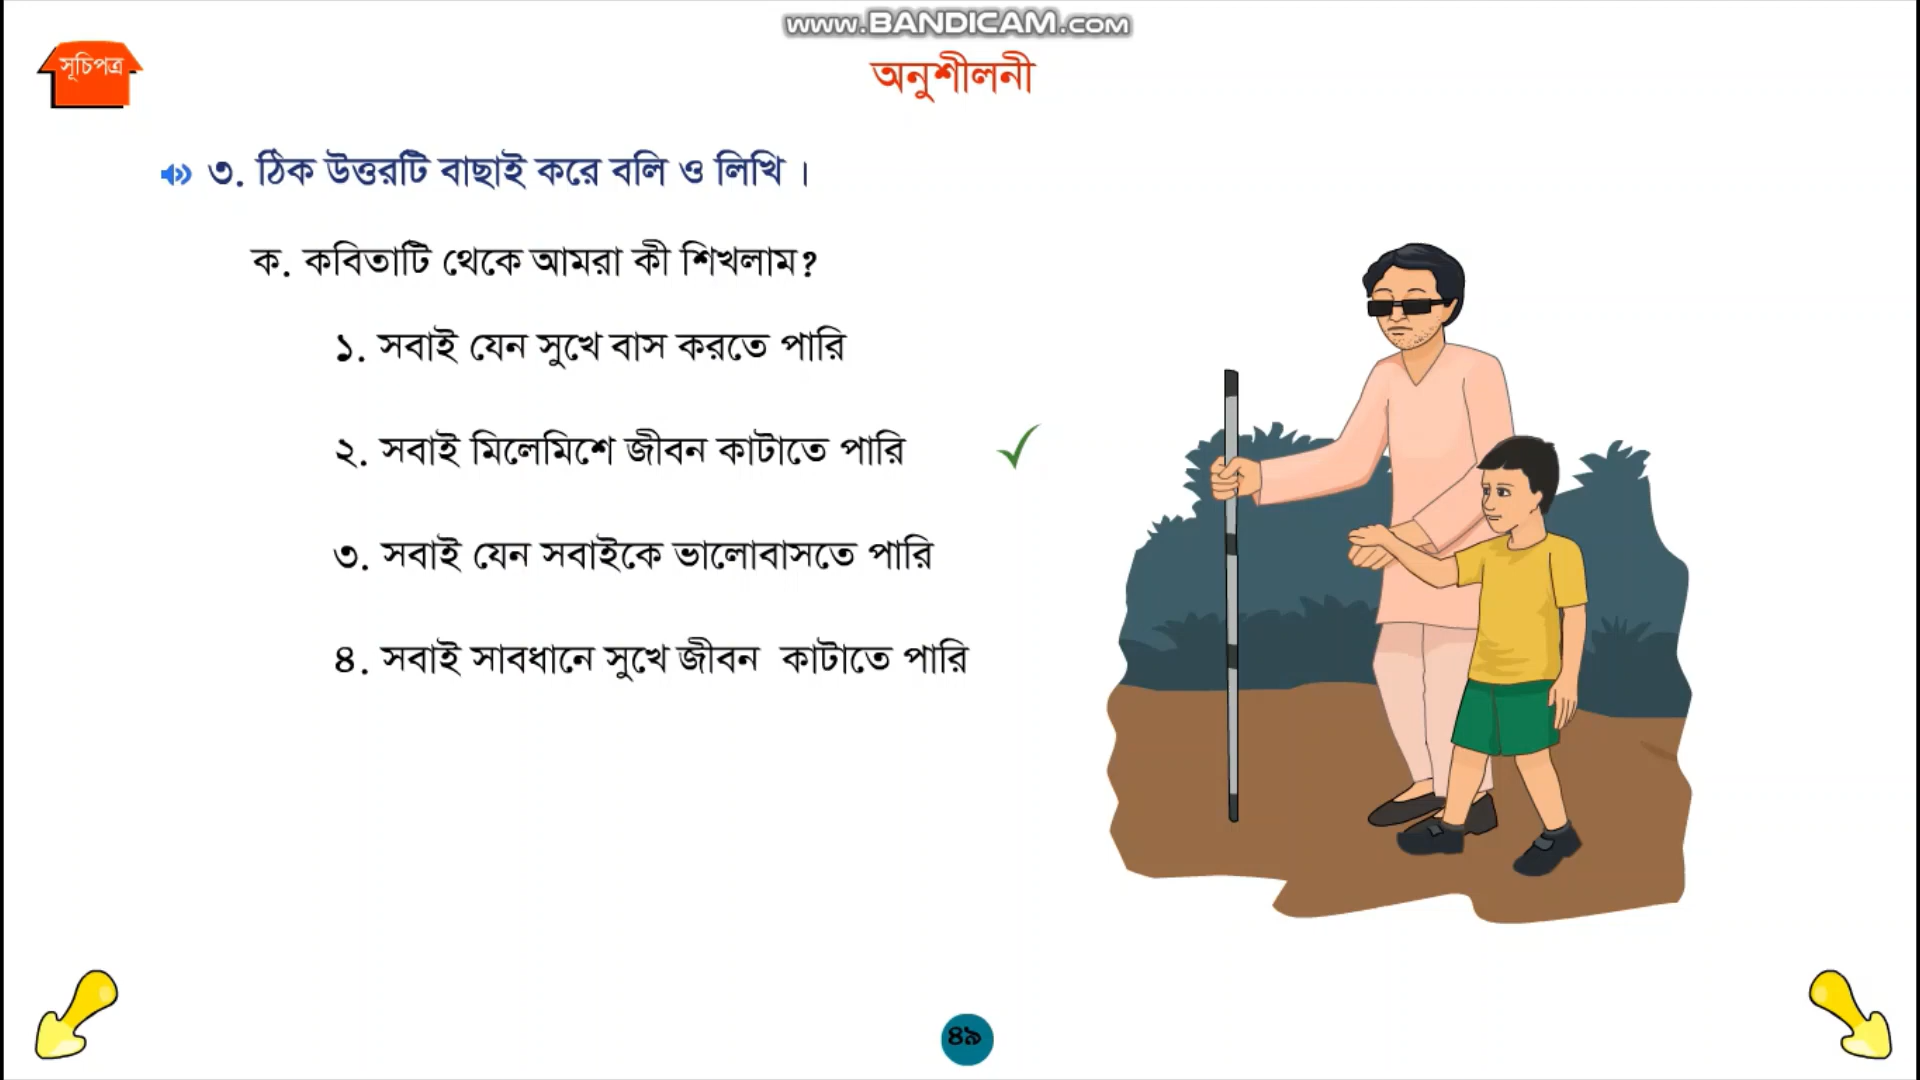 www.BANDICAM.com
সূচিপত্র
অনুশীলনী
৩. ঠিক উত্তরটি বাছাই করে বলি ও লিখি ।
ক. কবিতাটি থেকে আমরা কী শিখলাম?
১. সবাই যেন সুখে বাস করতে পারি
২. সবাই মিলেমিশে জীবন কাটাতে পারি
৩. সবাই যেন সবাইকে ভালোবাসতে পারি
৪. সবাই সাবধানে সুখে জীবন কাটাতে পারি
৪৯